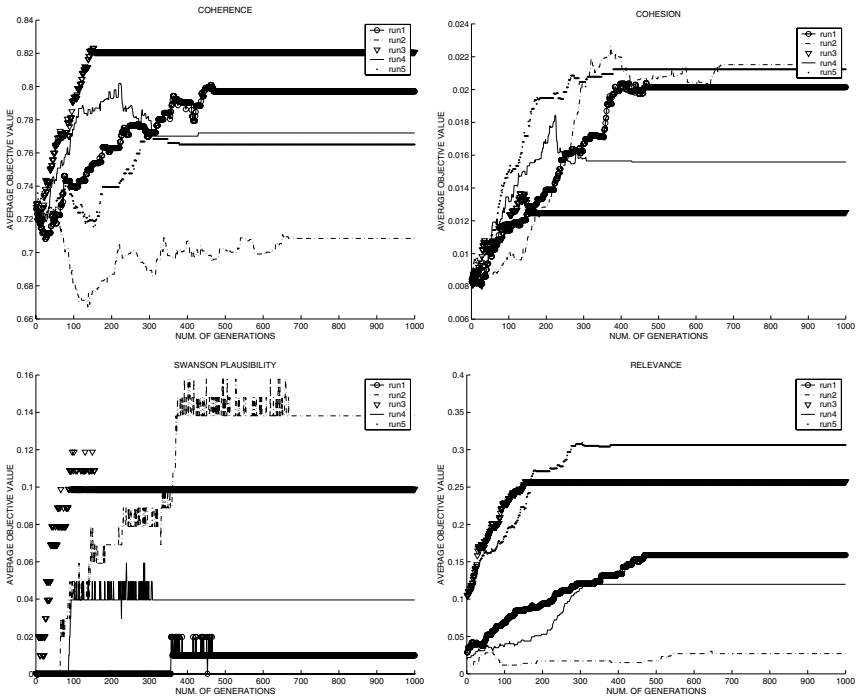 COHERENCE
AVERAGE OBJECTIVE VALUE
0.84
0.82
0.8
0.78
0.76
0.74
0.72
0.7
0.68
0.66
0 100 200 300 400 500 600 700 800 900 1000
NUM. OF GENERATIONS
run1
run2
run3
run4
run5
COHESION
AVERAGE OBJECTIVE VALUE
0.024
0.022
0.02
0.018
0.016
0.014
0.012
0.01
0.008
0.006
0 100 200 300 400 500 600 700 800 900 1000
NUM. OF GENERATIONS
run1
run2
run3
run4
run5
SWANSON PLAUSIBILITY
AVERAGE OBJECTIVE VALUE
0.16
0.14
0.12
0.1
0.08
0.06
0.04
0.02
0
0 100 200 300 400 500 600 700 800 900 1000
NUM. OF GENERATIONS
run1
run2
run3
run4
run5
RELEVANCE
AVERAGE OBJECTIVE VALUE
0.4
0.35
0.3
0.25
0.2
0.15
0.1
0.05
0
0 100 200 300 400 500 600 700 800 900 1000
NUM. OF GENERATIONS
run1
run2
run3
run4
run5